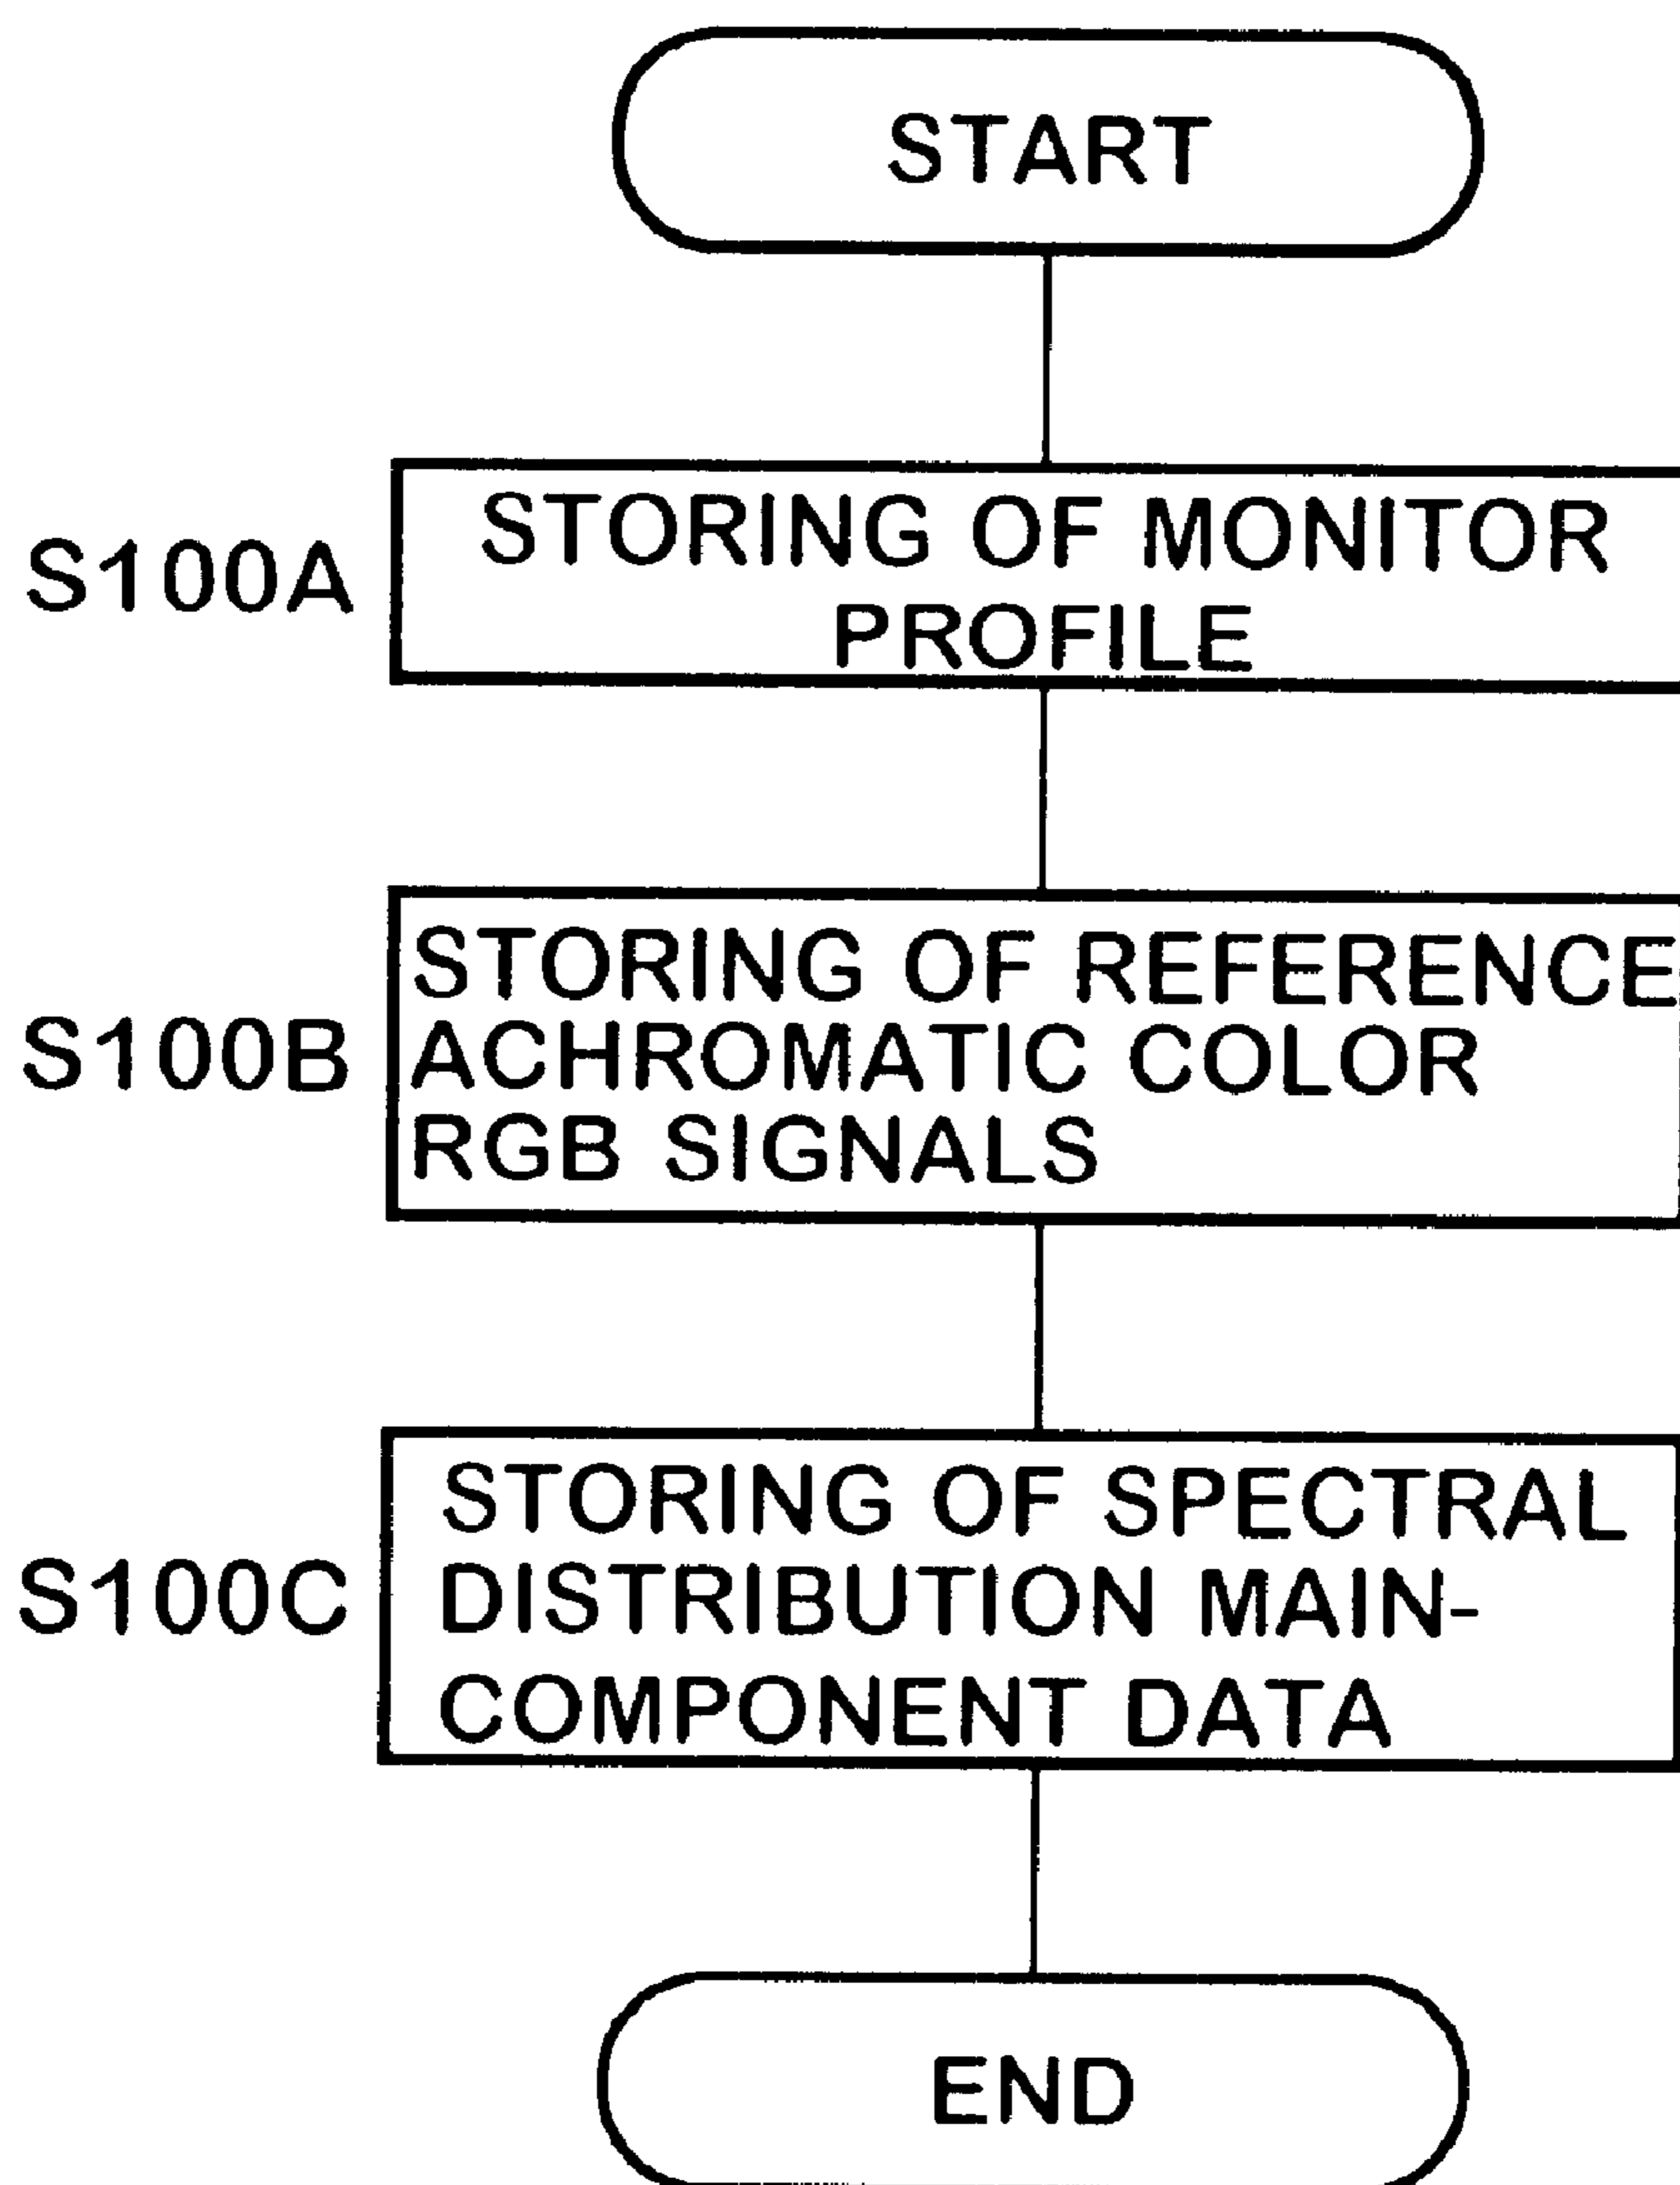 START
S100A
STORING OF MONITOR
PROFILE
S100B
STORING OF REFERENCE
ACHROMATIC COLOR
RGB SIGNALS
S100C
STORING OF SPECTRAL
DISTRIBUTION MAIN-
COMPONENT DATA
END